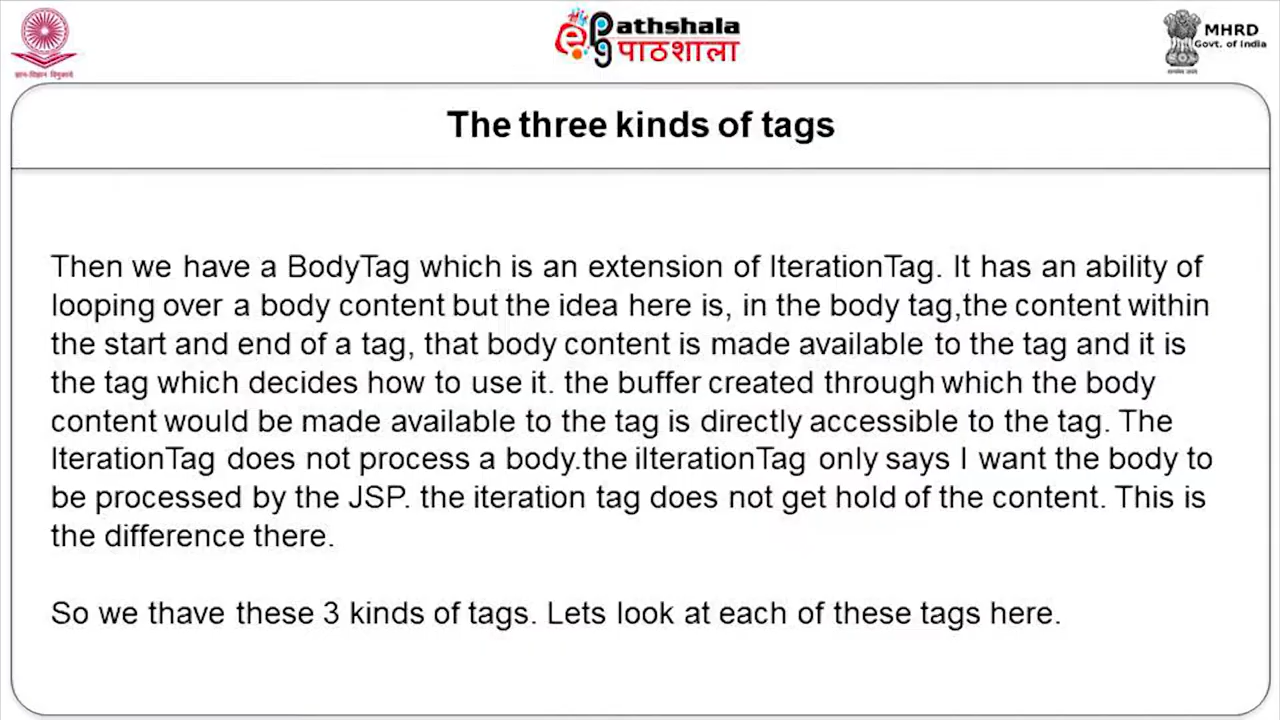 Pathshala
पाठशाला
MHRD
Govt. of India
The three kinds of tags
Then we have a BodyTag which is an extension of IterationTag. It has an ability of
looping over a body content but the idea here is, in the body tag,the content within
the start and end of a tag, that body content is made available to the tag and it is
the tag which decides how to use it. the buffer created through which the body
content would be made available to the tag is directly accessible to the tag. The
IterationTag does not process a body.the iIterationTag only says I want the body to
be processed by the JSP. the iteration tag does not get hold of the content. This is
the difference there.
So we thave these 3 kinds of tags. Lets look at each of these tags here.